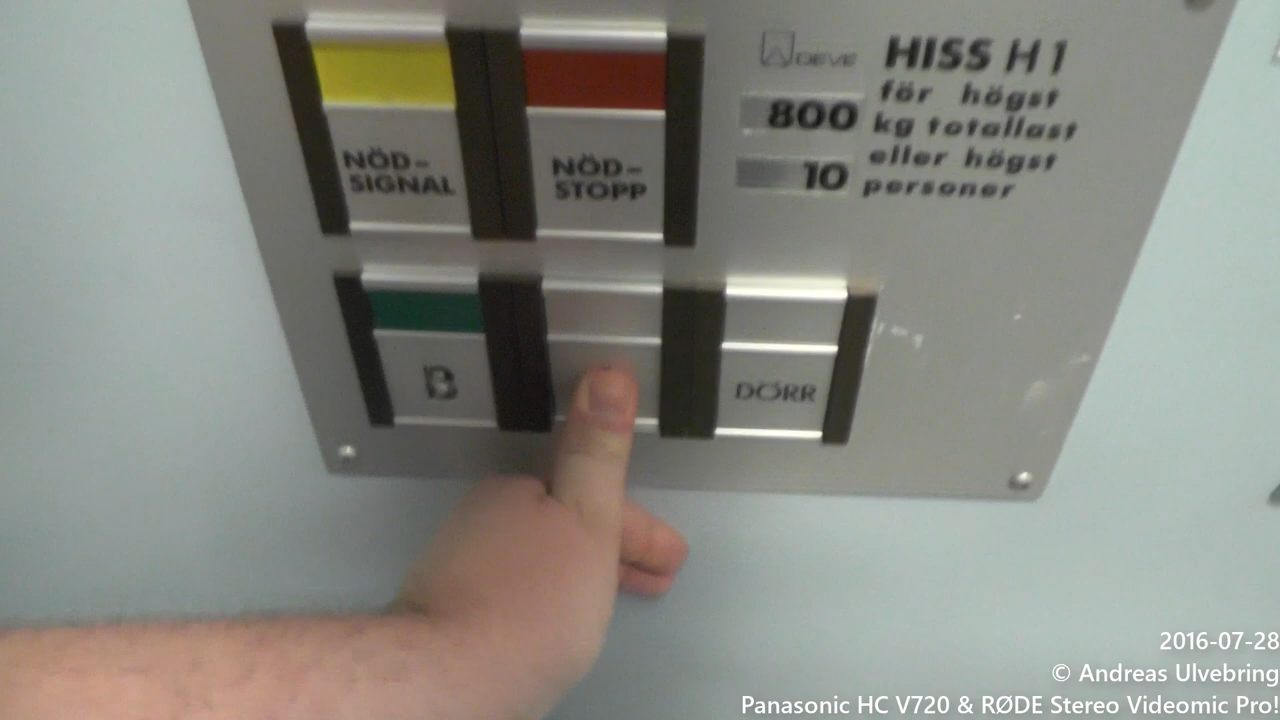 NÖD-
SIGNAL
NÖD-
STOPP
DEVE
HISS H 1
för högst
800 kg totallast
eller högst
10 personer
B
DÖRR
2016-07-28
© Andreas Ulvebring
Panasonic HC V720 & RØDE Stereo Videomic Pro!